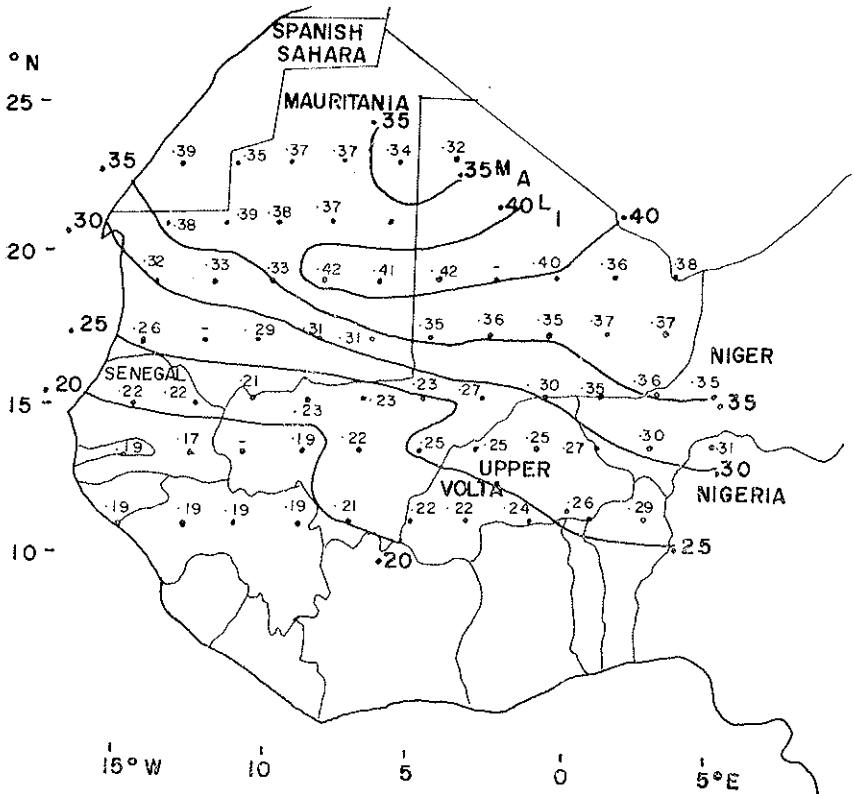 SPANISH
SAHARA
°N
25
MAURITANIA
.35
.35 .39 .35 .37 .37 .34 .32
.35 M A L I
.40 .40
.30 .38 .39 .38 .37
20
.32 .33 .33 .42 .41 .42 - .40 .36 .38
.25 .26 - .29 .31 .31 .35 .36 .35 .37 .37
NIGER
SENEGAL
.20 .21 .23 .27 .30 .35 .36 .35
15 .22 .22 .23 .23 .35
.19 .17 - .19 .22 .25 .25 .25 .27 .30 .31
UPPER
VOLTA
.30
NIGERIA
.19 .19 .19 .19 .21 .22 .22 .24 .26 .29
10 .20 .25
15°W 10 5 0 5°E